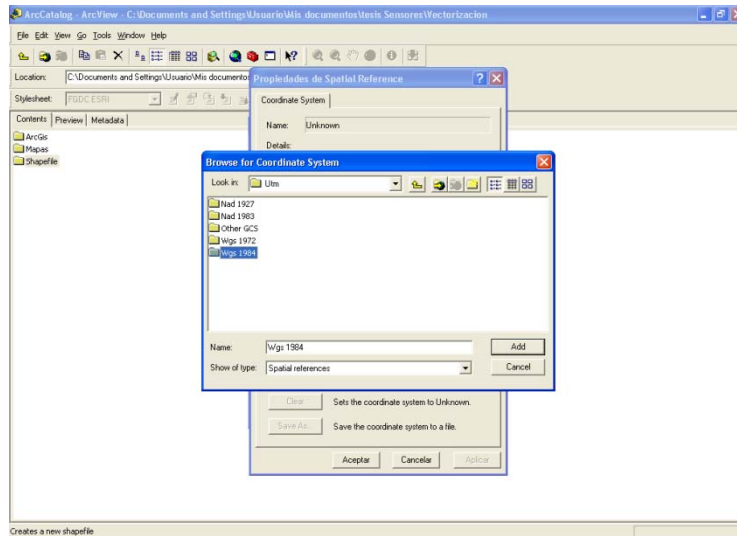 ArcCatalog - ArcView - C:\Documents and Settings\Usuario\Mis documentos\tesis Sensores\Vectorizacion
File Edit View Go Tools Window Help
Location: C:\Documents and Settings\Usuario\Mis documentos
Stylesheet: FGDC ESRI
Contents Preview Metadata
ArcGis
Mapas
Shapefile
Propiedades de Spatial Reference
Coordinate System
Name: Unknown
Details:
Browse for Coordinate System
Look in: Utm
Nad 1927
Nad 1983
Other GCS
Wgs 1972
Wgs 1984
Name: Wgs 1984 Add
Show of type: Spatial references Cancel
Clear Sets the coordinate system to Unknown.
Save As... Save the coordinate system to a file.
Aceptar Cancelar Aplicar
Creates a new shapefile